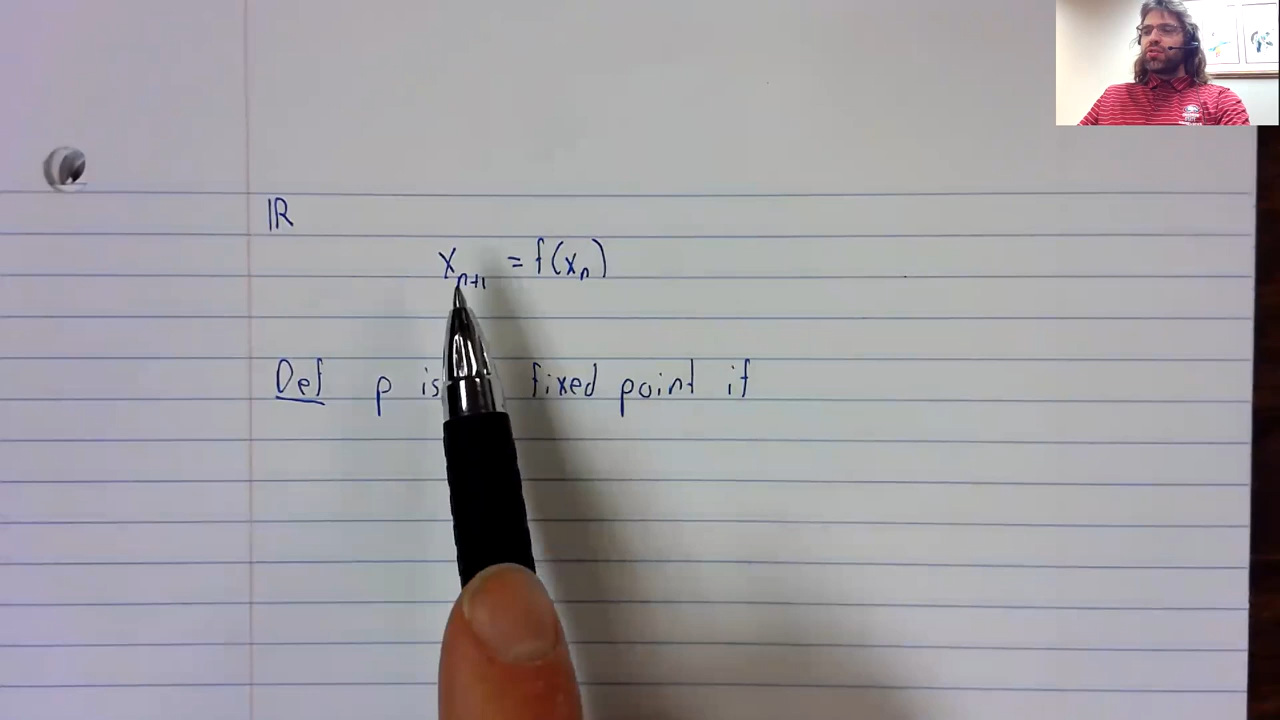 ℝ
x_{n+1} = f(x_n)
Def p is fixed point if